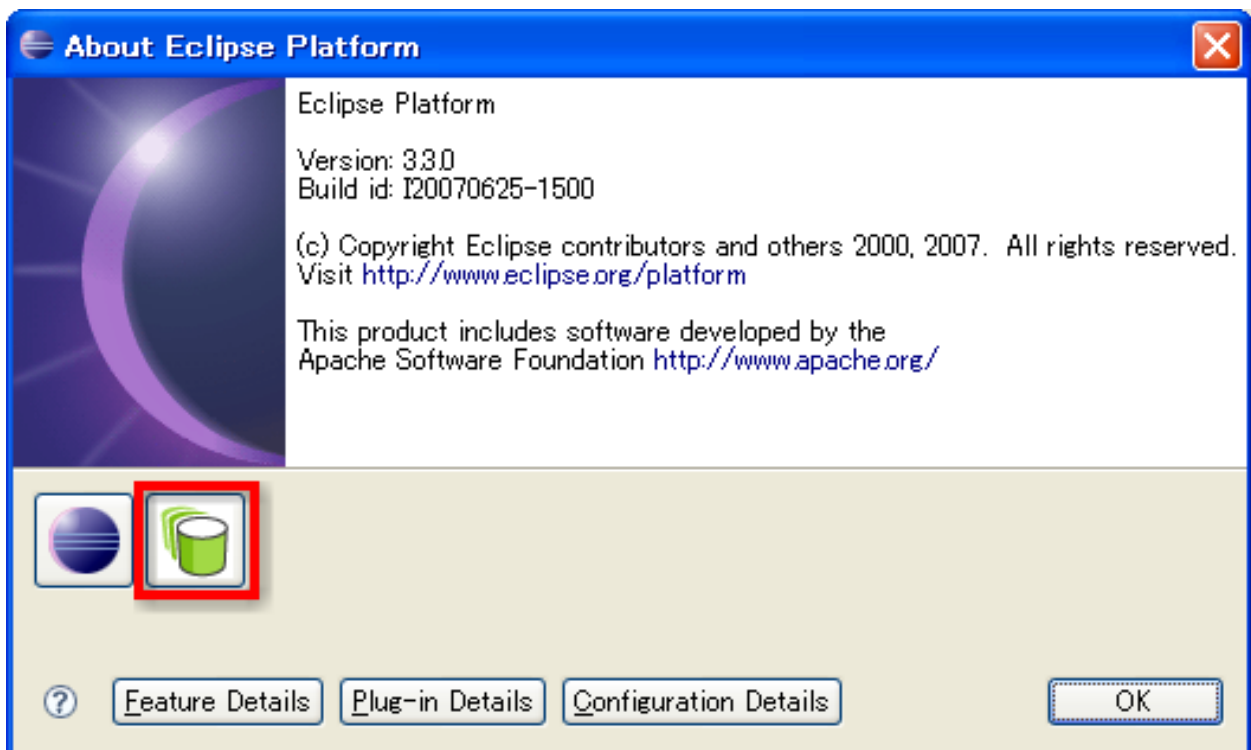 About Eclipse Platform
Eclipse Platform
Version: 3.3.0
Build id: I20070625-1500
(c) Copyright Eclipse contributors and others 2000, 2007.  All rights reserved.
Visit http://www.eclipse.org/platform
This product includes software developed by the
Apache Software Foundation http://www.apache.org/
? Feature Details Plug-in Details Configuration Details OK